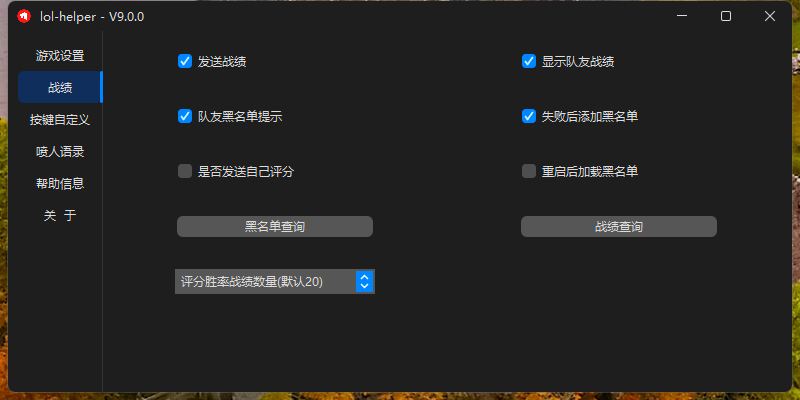 lol-helper - V9.0.0
游戏设置
战绩
按键自定义
喷人语录
帮助信息
关 于
发送战绩
显示队友战绩
队友黑名单提示
失败后添加黑名单
是否发送自己评分
重启后加载黑名单
黑名单查询
战绩查询
评分胜率战绩数量(默认20)